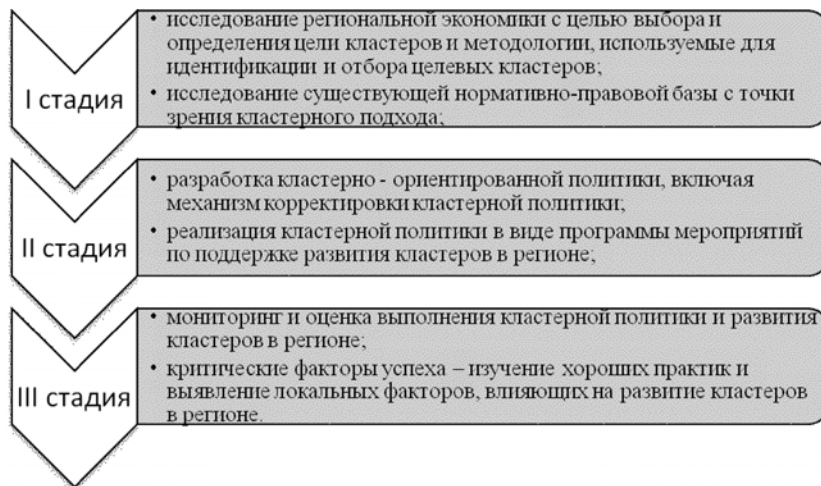 I стадия
• исследование региональной экономики с целью выбора и
определения цели кластеров и методологии, используемые для
идентификации и отбора целевых кластеров;
• исследование существующей нормативно-правовой базы с точки
зрения кластерного подхода;
II стадия
• разработка кластерно - ориентированной политики, включая
механизм корректировки кластерной политики;
• реализация кластерной политики в виде программы мероприятий
по поддержке развития кластеров в регионе;
III стадия
• мониторинг и оценка выполнения кластерной политики и развития
кластеров в регионе;
• критические факторы успеха – изучение хороших практик и
выявление локальных факторов, влияющих на развитие кластеров
в регионе.